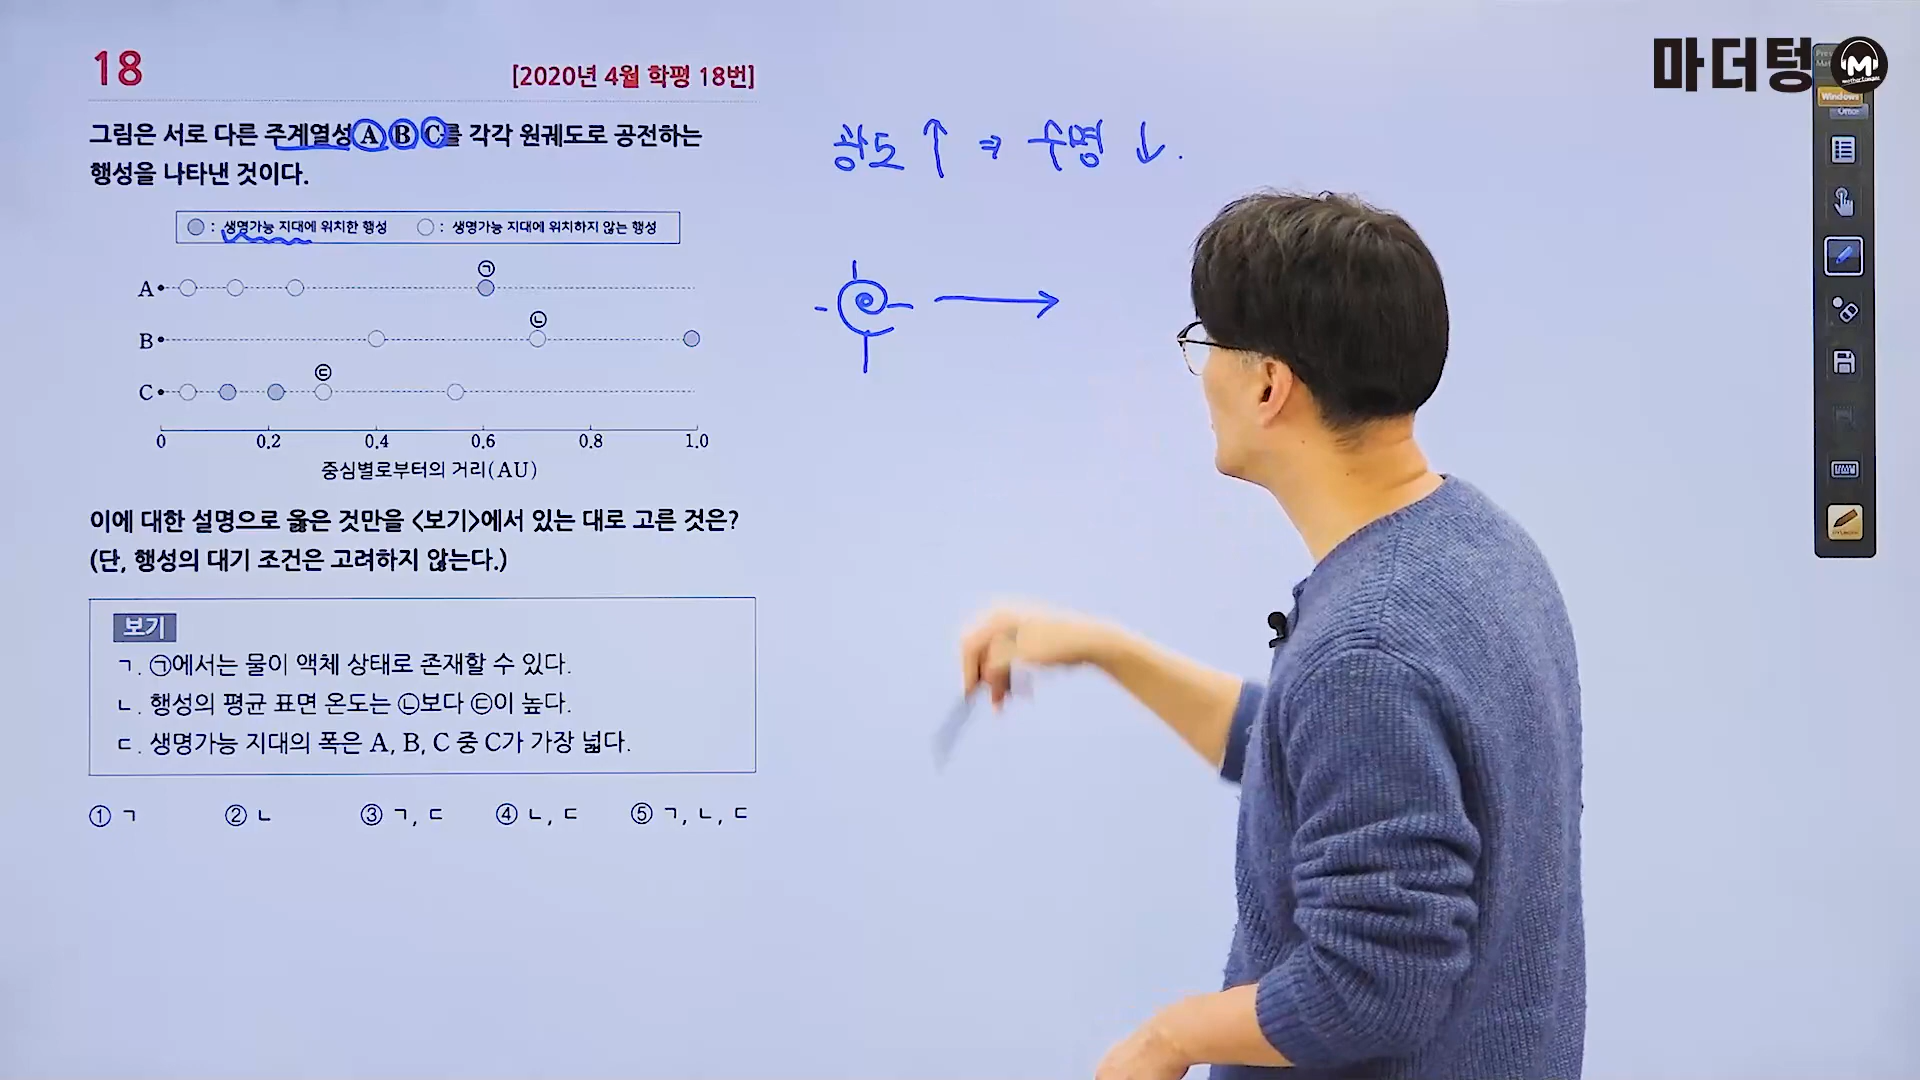 18
[2020년 4월 학평 18번]
그림은 서로 다른 주계열성 A B C를 각각 원궤도로 공전하는
행성을 나타낸 것이다.
: 생명가능 지대에 위치한 행성 : 생명가능 지대에 위치하지 않는 행성
㉠
A
㉡
B
㉢
C
0 0.2 0.4 0.6 0.8 1.0
중심별로부터의 거리(AU)
이에 대한 설명으로 옳은 것만을 <보기>에서 있는 대로 고른 것은?
(단, 행성의 대기 조건은 고려하지 않는다.)
보기
ㄱ. ㉠에서는 물이 액체 상태로 존재할 수 있다.
ㄴ. 행성의 평균 표면 온도는 ㉡보다 ㉢이 높다.
ㄷ. 생명가능 지대의 폭은 A, B, C 중 C가 가장 넓다.
① ㄱ ② ㄴ ③ ㄱ, ㄷ ④ ㄴ, ㄷ ⑤ ㄱ, ㄴ, ㄷ
광도 ↑ ⇒ 수명 ↓.
마더텅
M
Windows